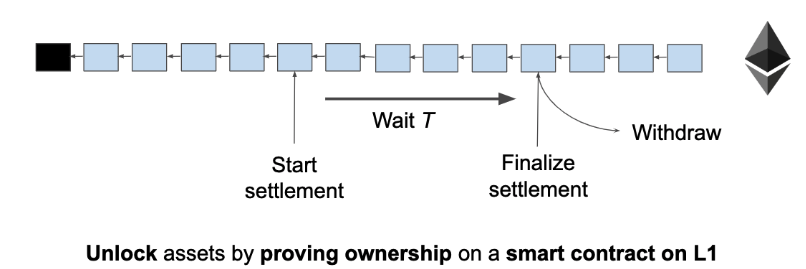 Wait T
Start
settlement
Finalize
settlement
Withdraw
Unlock assets by proving ownership on a smart contract on L1